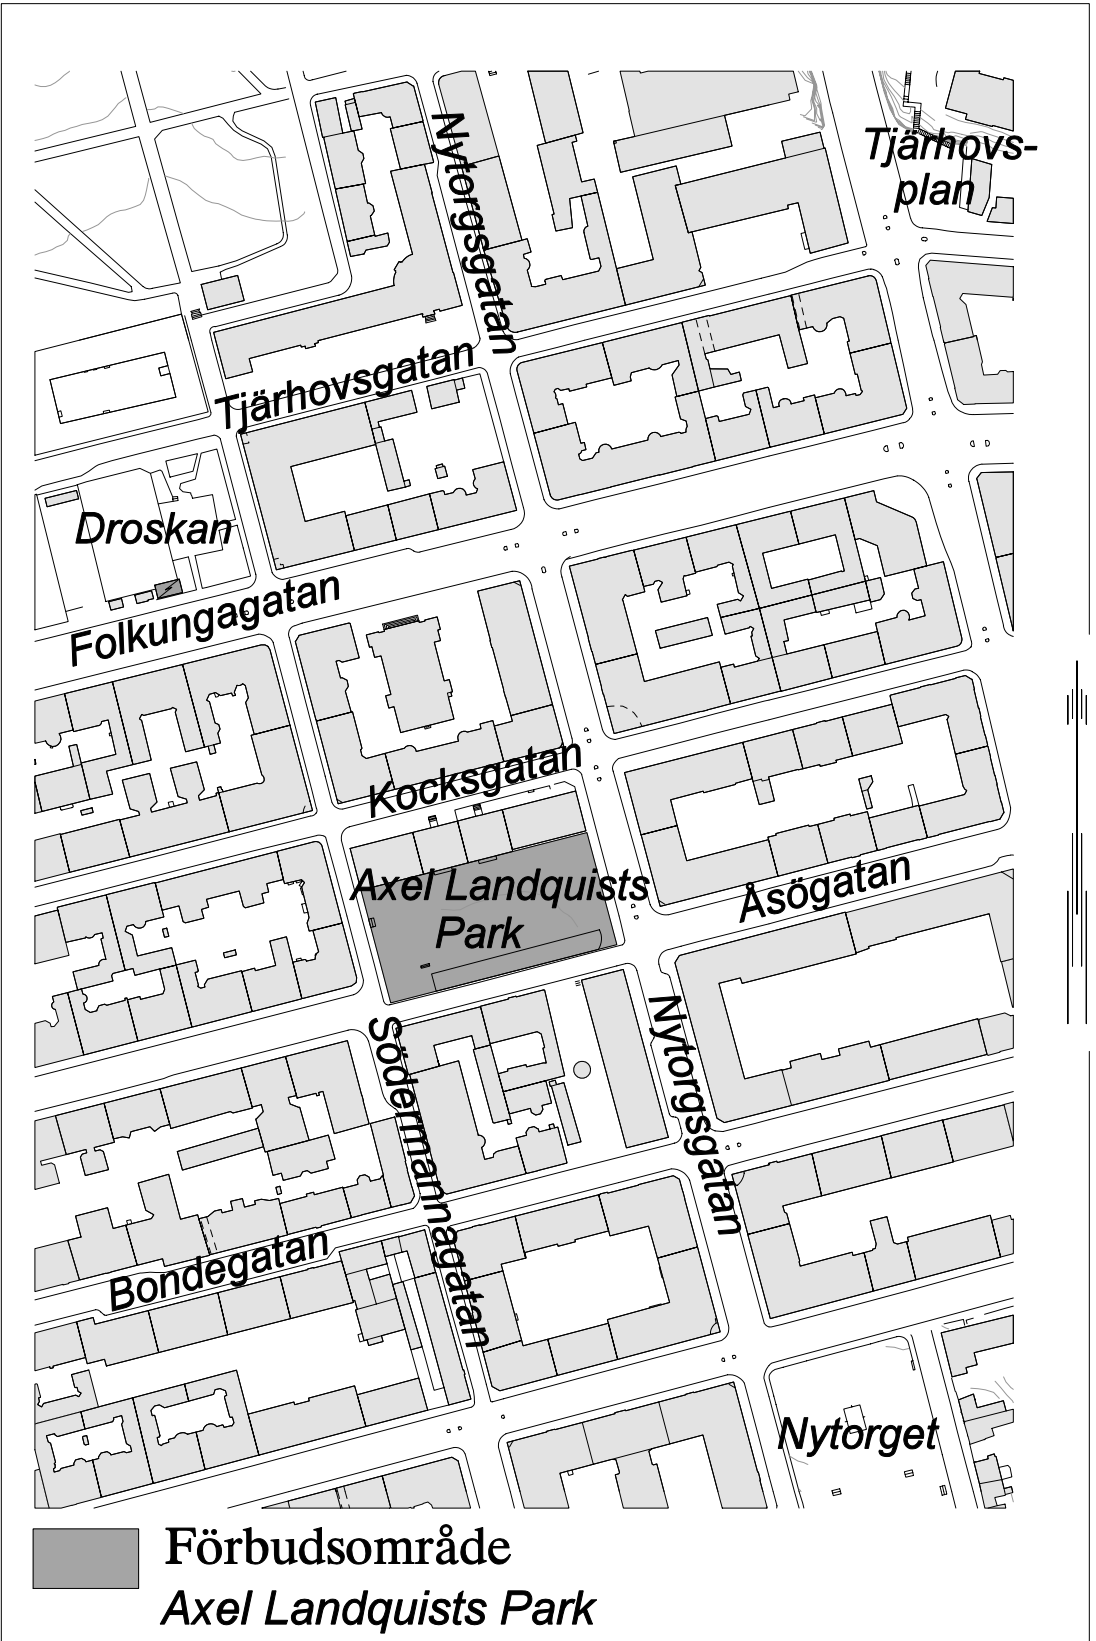 Nytorgsgatan
Tjärhovs-
plan
Tjärhovsgatan
Droskan
Folkungagatan
Kocksgatan
Axel Landquists
Park
Åsögatan
Södermannagatan
Nytorgsgatan
Bondegatan
Nytorget
Förbudsområde
Axel Landquists Park